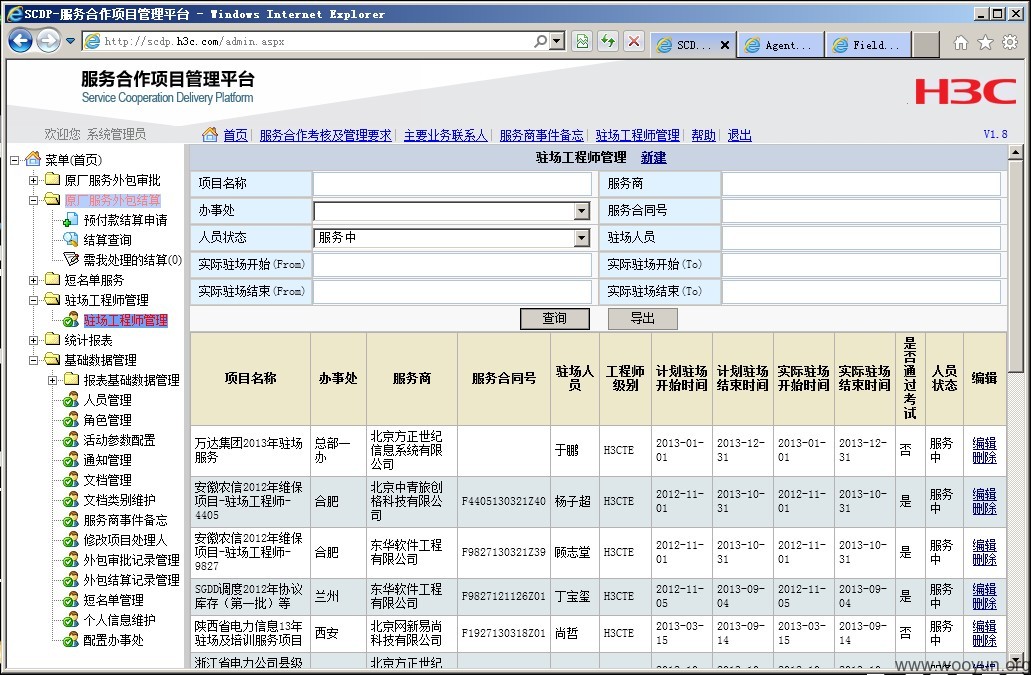 SCDP-服务合作项目管理平台 - Windows Internet Explorer
http://scdp.h3c.com/admin.aspx
SCD...
Agent...
Field...
服务合作项目管理平台
Service Cooperation Delivery Platform
H3C
欢迎您 系统管理员
首页 服务合作考核及管理要求 主要业务联系人 服务商事件备忘 驻场工程师管理 帮助 退出
V1.8
菜单(首页)
原厂服务外包审批
原厂服务外包结算
预付款结算申请
结算查询
需我处理的结算(0)
短名单服务
驻场工程师管理
驻场工程师管理
统计报表
基础数据管理
报表基础数据管理
人员管理
角色管理
活动参数配置
通知管理
文档管理
文档类别维护
服务商事件备忘
修改项目处理人
外包审批记录管理
外包结算记录管理
短名单管理
个人信息维护
配置办事处
驻场工程师管理 新建
项目名称 服务商
办事处 服务合同号
人员状态 服务中 驻场人员
实际驻场开始(From) 实际驻场开始(To)
实际驻场结束(From) 实际驻场结束(To)
查询 导出
项目名称 办事处 服务商 服务合同号 驻场人员 工程师级别 计划驻场开始时间 计划驻场结束时间 实际驻场开始时间 实际驻场结束时间 是否通过考试 人员状态 编辑
万达集团2013年驻场服务 总部一办 北京方正世纪信息系统有限公司 于鹏 H3CTE 2013-01-01 2013-12-31 2013-01-01 2013-12-31 否 服务中 编辑 删除
安徽农信2012年维保项目-驻场工程师-4405 合肥 北京中青旅创格科技有限公司 F4405130321Z40 杨子超 H3CTE 2012-11-01 2013-10-31 2012-11-01 2013-10-31 是 服务中 编辑 删除
安徽农信2012年维保项目-驻场工程师-9827 合肥 东华软件工程有限公司 F9827130321Z39 顾志堂 H3CTE 2012-11-01 2013-10-31 2012-11-01 2013-10-31 是 服务中 编辑 删除
SGDD调度2012年协议库存（第一批）等 兰州 东华软件工程有限公司 F9827121128Z01 丁宝玺 H3CTE 2012-11-05 2013-09-04 2012-11-05 2013-09-04 是 服务中 编辑 删除
陕西省电力信息13年驻场及培训服务项目 西安 北京网新易尚科技有限公司 F1927130318Z01 尚哲 H3CTE 2013-03-15 2013-09-14 2013-03-15 2013-09-14 否 服务中 编辑 删除
浙江省电力公司县级 北京方正世纪
www.wooyun.org